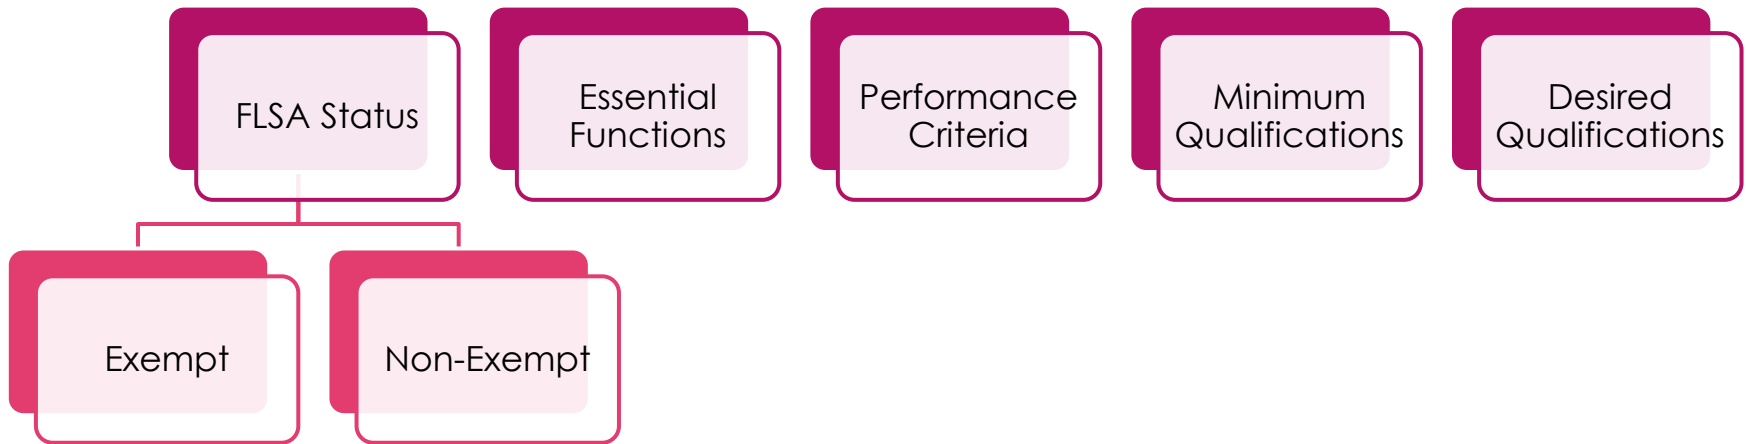 FLSA Status
Essential
Functions
Performance
Criteria
Minimum
Qualifications
Desired
Qualifications
Exempt
Non-Exempt